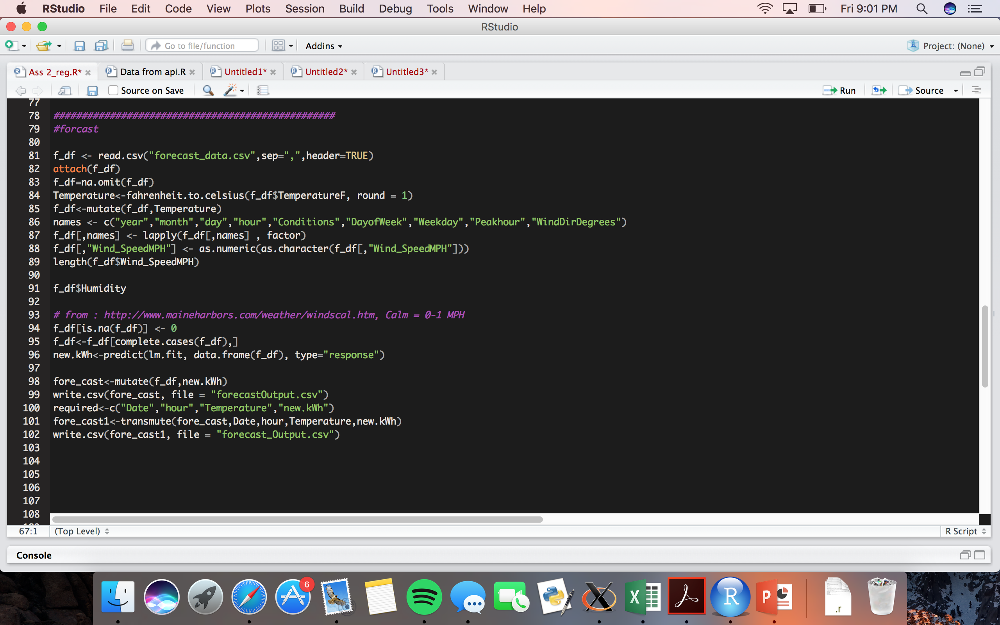 RStudio File Edit Code View Plots Session Build Debug Tools Window Help Fri 9:01 PM
RStudio
Go to file/function Addins Project: (None)
Ass 2_reg.R* Data from api.R Untitled1* Untitled2* Untitled3*
Source on Save Run Source
77
78 ##################################################
79 #forcast
80
81 f_df <- read.csv("forecast_data.csv",sep=",",header=TRUE)
82 attach(f_df)
83 f_df=na.omit(f_df)
84 Temperature<-fahrenheit.to.celsius(f_df$TemperatureF, round = 1)
85 f_df<-mutate(f_df,Temperature)
86 names <- c("year","month","day","hour","Conditions","DayofWeek","Weekday","Peakhour","WindDirDegrees")
87 f_df[,names] <- lapply(f_df[,names] , factor)
88 f_df[,"Wind_SpeedMPH"] <- as.numeric(as.character(f_df[,"Wind_SpeedMPH"]))
89 length(f_df$Wind_SpeedMPH)
90
91 f_df$Humidity
92
93 # from : http://www.maineharbors.com/weather/windscal.htm, Calm = 0-1 MPH
94 f_df[is.na(f_df)] <- 0
95 f_df<-f_df[complete.cases(f_df),]
96 new.kWh<-predict(lm.fit, data.frame(f_df), type="response")
97
98 fore_cast<-mutate(f_df,new.kWh)
99 write.csv(fore_cast, file = "forecastOutput.csv")
100 required<-c("Date","hour","Temperature","new.kWh")
101 fore_cast1<-transmute(fore_cast,Date,hour,Temperature,new.kWh)
102 write.csv(fore_cast1, file = "forecast_Output.csv")
103
104
105
106
107
108
67:1 (Top Level) R Script
Console
6
.r